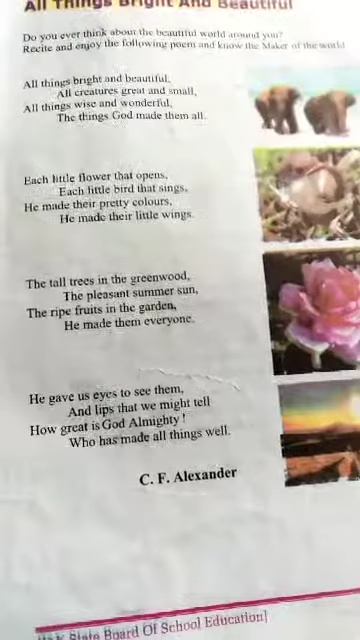 All Things Bright And Beautiful
Do you ever think about the beautiful world around you?
Recite and enjoy the following poem and know the Maker of the world
All things bright and beautiful,
All creatures great and small,
All things wise and wonderful,
The things God made them all.
Each little flower that opens,
Each little bird that sings,
He made their pretty colours,
He made their little wings.
The tall trees in the greenwood,
The pleasant summer sun,
The ripe fruits in the garden,
He made them everyone.
He gave us eyes to see them,
And lips that we might tell
How great is God Almighty!
Who has made all things well.
C. F. Alexander
State Board Of School Education]